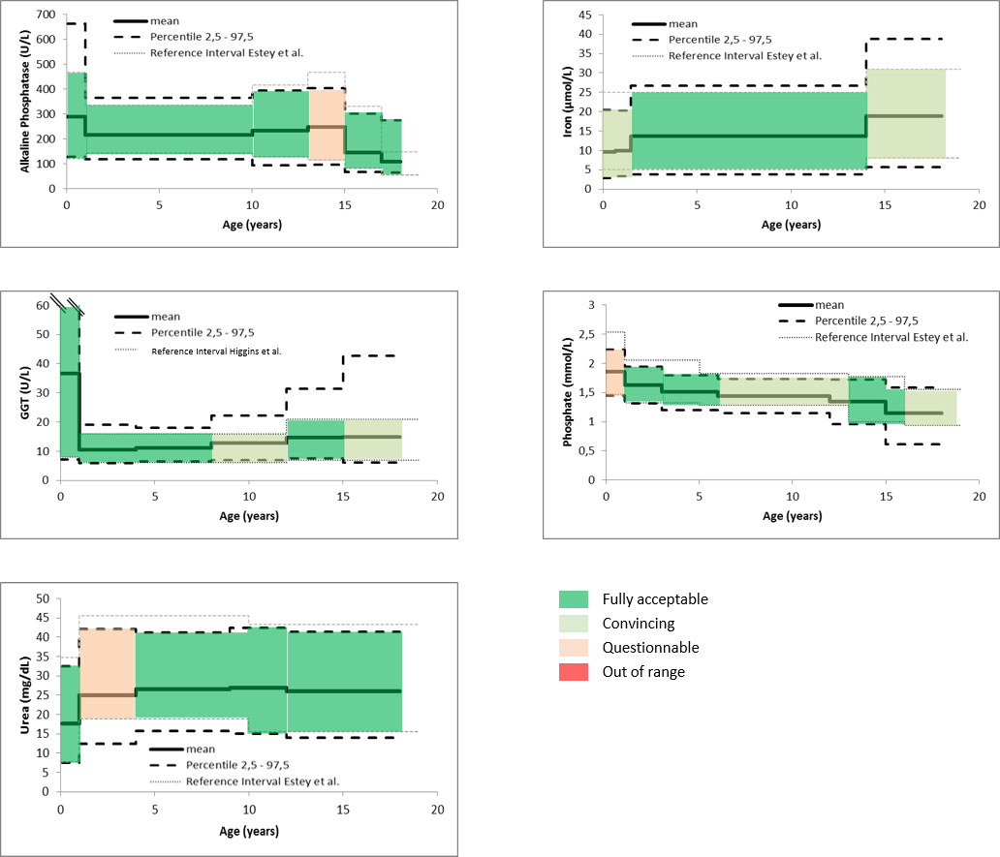 Alkaline Phosphatase (U/L)
700
600
500
400
300
200
100
0
mean
Percentile 2,5 - 97,5
Reference Interval Estey et al.
0 5 10 15 20
Age (years)
Iron (µmol/L)
45
40
35
30
25
20
15
10
5
0
mean
Percentile 2,5 - 97,5
Reference Interval Estey et al.
0 5 10 15 20
Age (years)
GGT (U/L)
60
50
40
30
20
10
0
mean
Percentile 2,5 - 97,5
Reference Interval Higgins et al.
0 5 10 15 20
Age (years)
Phosphate (mmol/L)
3
2,5
2
1,5
1
0,5
0
mean
Percentile 2,5 - 97,5
Reference Interval Estey et al.
0 5 10 15 20
Age (years)
Urea (mg/dL)
50
45
40
35
30
25
20
15
10
5
0
mean
Percentile 2,5 - 97,5
Reference Interval Estey et al.
0 5 10 15 20
Age (years)
Fully acceptable
Convincing
Questionnable
Out of range